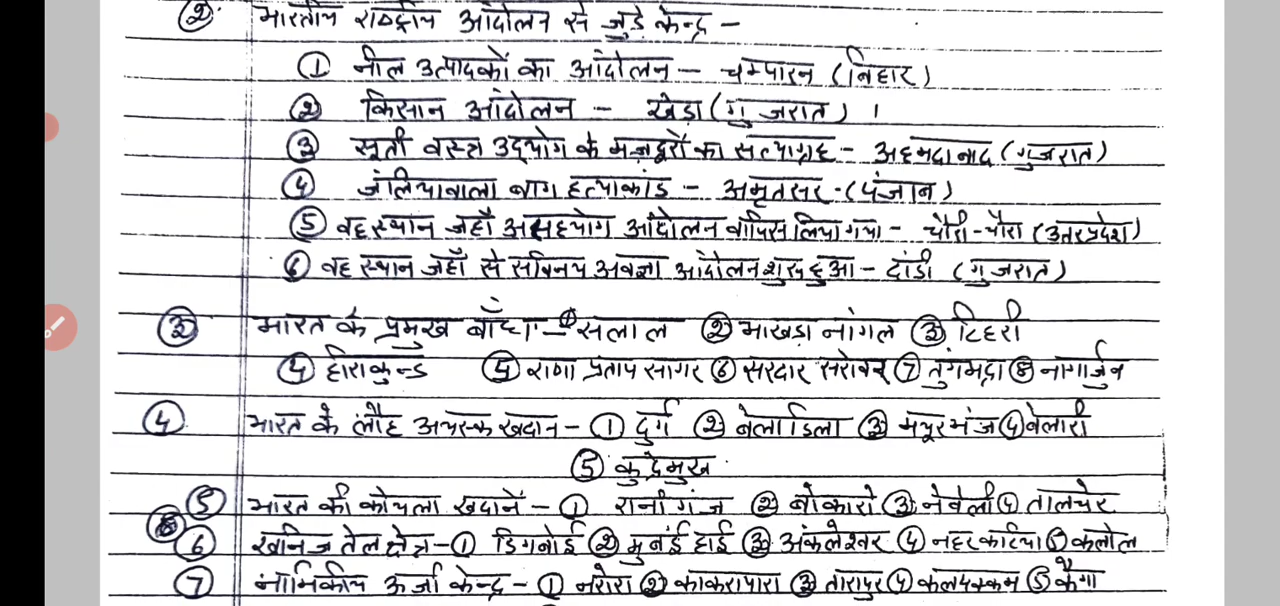 ② भारतीय राष्ट्रीय आंदोलन से जुड़े केन्द्र –
① नील उत्पादकों का आंदोलन – चम्पारन (बिहार)
② किसान आंदोलन – खेड़ा (गुजरात) ।
③ सूती वस्त्र उद्योग के मज़दूरों का सत्याग्रह – अहमदाबाद (गुजरात)
④ जलियावाला बाग हत्याकांड – अमृतसर - (पंजाब)
⑤ वह स्थान जहाँ असहयोग आंदोलन वापिस लिया गया – चौरी-चौरा (उत्तरप्रदेश)
⑥ वह स्थान जहाँ से सविनय अवज्ञा आंदोलन शुरू हुआ – दांडी (गुजरात)
③ भारत के प्रमुख बाँध – ① सलाल ② भाखड़ा नांगल ③ टिहरी
④ हीराकुन्ड ⑤ राणा प्रताप सागर ⑥ सरदार सरोवर ⑦ तुंगभद्रा ⑧ नागार्जुन
④ भारत के लौह अयस्क खदान – ① दुर्ग ② बेलाडिला ③ मयूरभंज ④ बेलारी
⑤ कुद्रेमुख
⑤ भारत की कोयला खदानें – ① रानीगंज ② बोकारो ③ नेवेली ④ तालचेर
⑥ खनिज तेल क्षेत्र – ① डिगबोई ② मुबंई हाई ③ अंकलेश्वर ④ नहरकटिया ⑤ कलोल
⑦ नाभिकीय ऊर्जा केन्द्र – ① नरोरा ② काकरापारा ③ तारापुर ④ कलपक्कम ⑤ कैगा